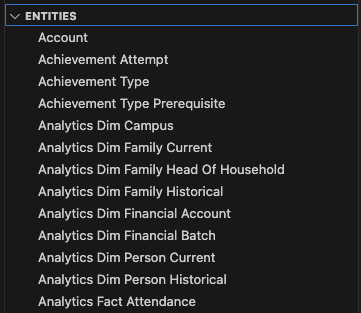 ENTITIES
Account
Achievement Attempt
Achievement Type
Achievement Type Prerequisite
Analytics Dim Campus
Analytics Dim Family Current
Analytics Dim Family Head Of Household
Analytics Dim Family Historical
Analytics Dim Financial Account
Analytics Dim Financial Batch
Analytics Dim Person Current
Analytics Dim Person Historical
Analytics Fact Attendance